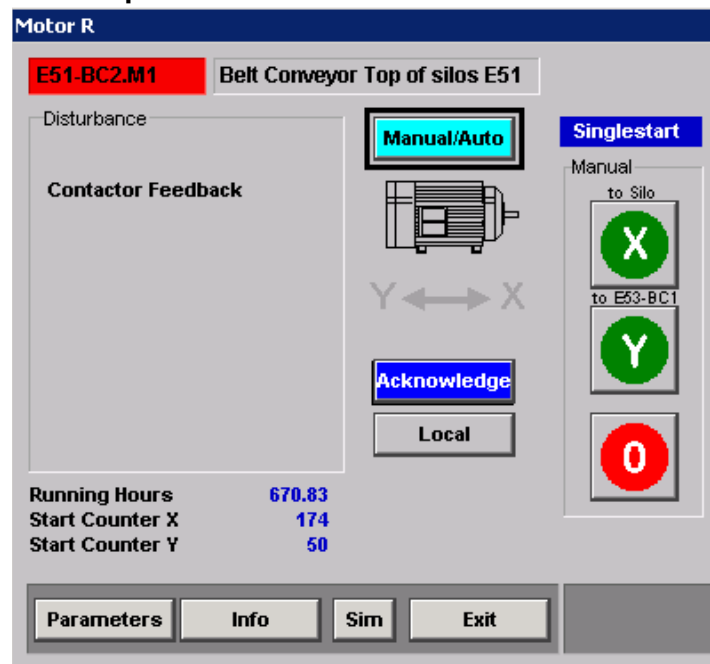 Motor R
E51-BC2.M1 Belt Conveyor Top of silos E51
Disturbance
Contactor Feedback
Manual/Auto
Y X
Acknowledge
Local
Singlestart
Manual
to Silo
X
to E53-BC1
Y
0
Running Hours 670.83
Start Counter X 174
Start Counter Y 50
Parameters Info Sim Exit